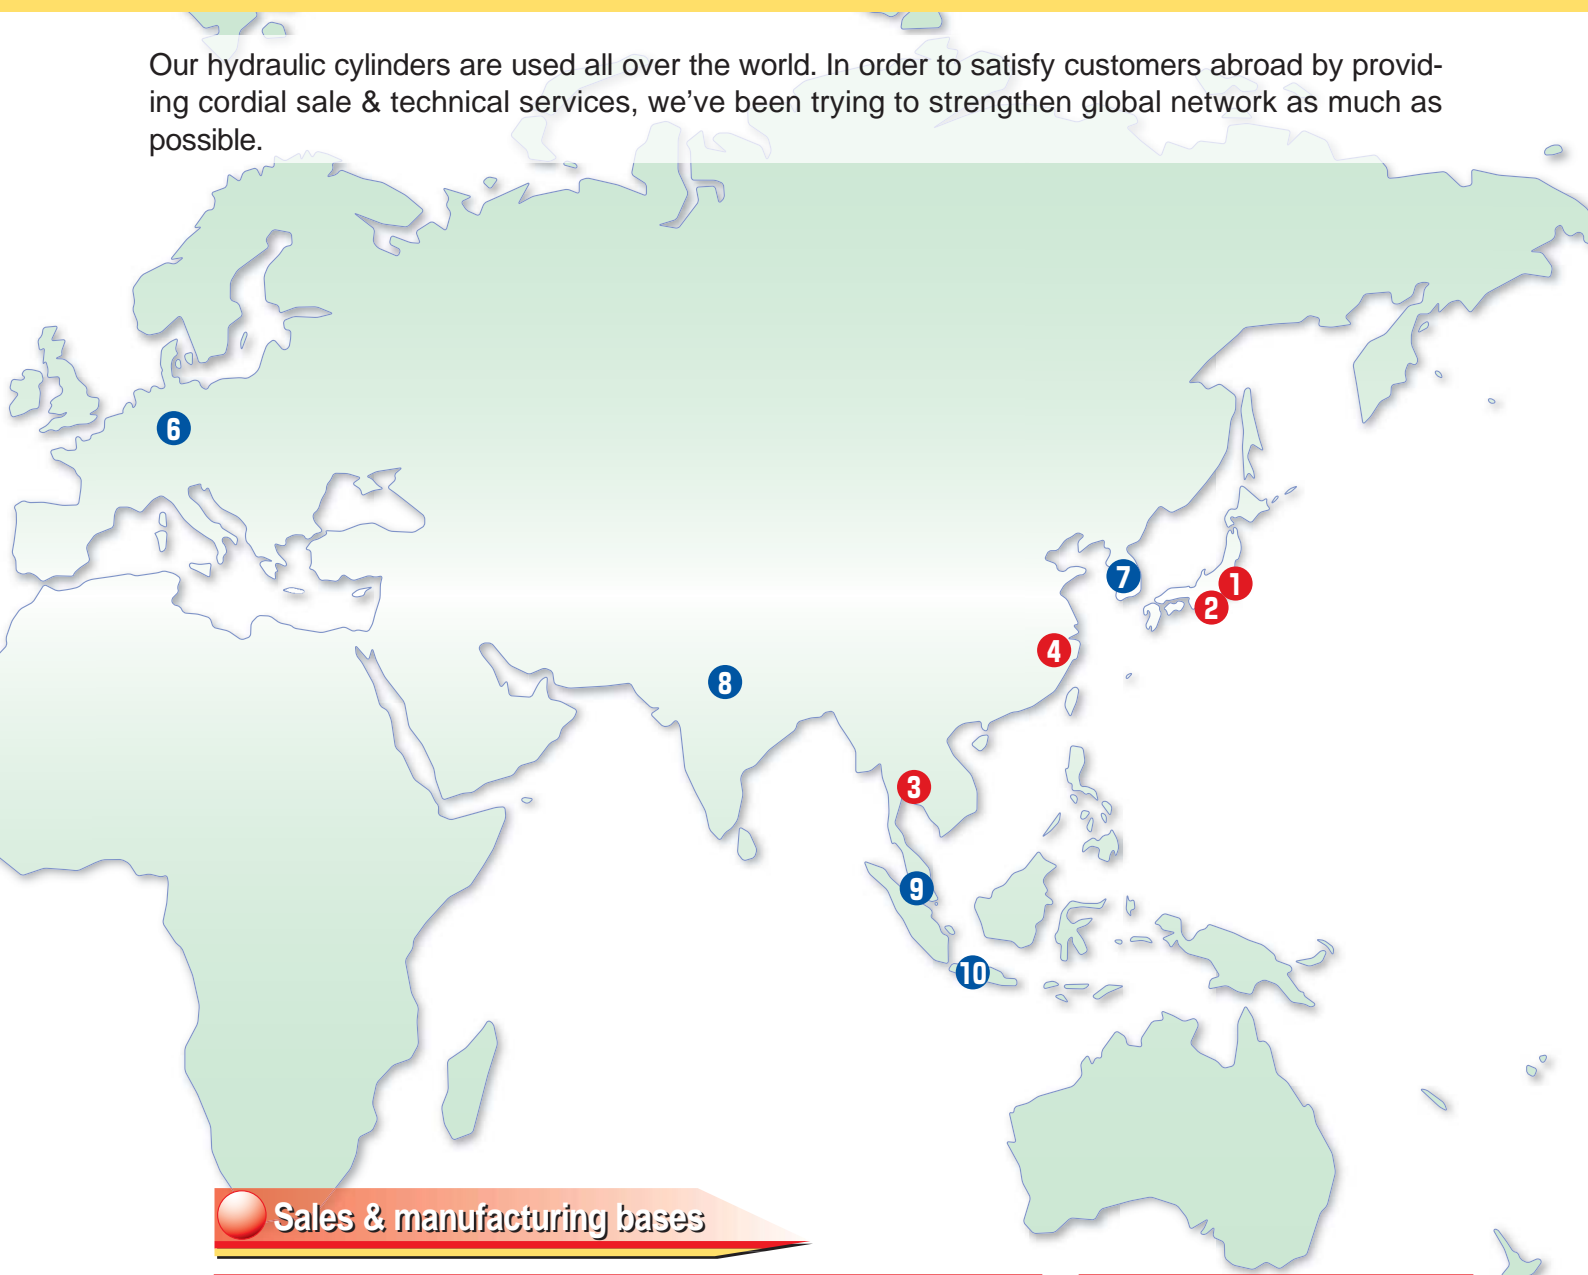 Our hydraulic cylinders are used all over the world. In order to satisfy customers abroad by provid-
ing cordial sale & technical services, we've been trying to strengthen global network as much as
possible.
6
7
1
2
4
8
3
9
10
Sales & manufacturing bases